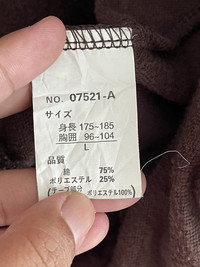 NO. 07521-A
サイズ
身長 175-185
胸囲 96-104
L
品質
綿 75%
ポリエステル 25%
(テープ部分
ポリエステル100%)